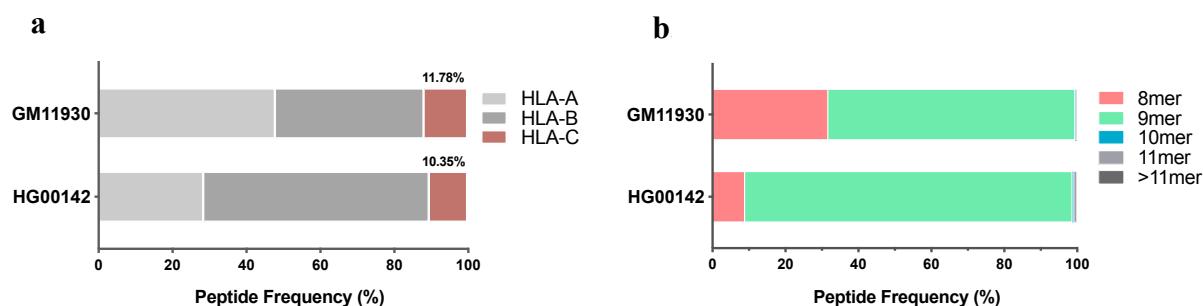 a
11.78%
GM11930
10.35%
HG00142
0 20 40 60 80 100
Peptide Frequency (%)
HLA-A
HLA-B
HLA-C
b
GM11930
HG00142
0 20 40 60 80 100
Peptide Frequency (%)
8mer
9mer
10mer
11mer
>11mer